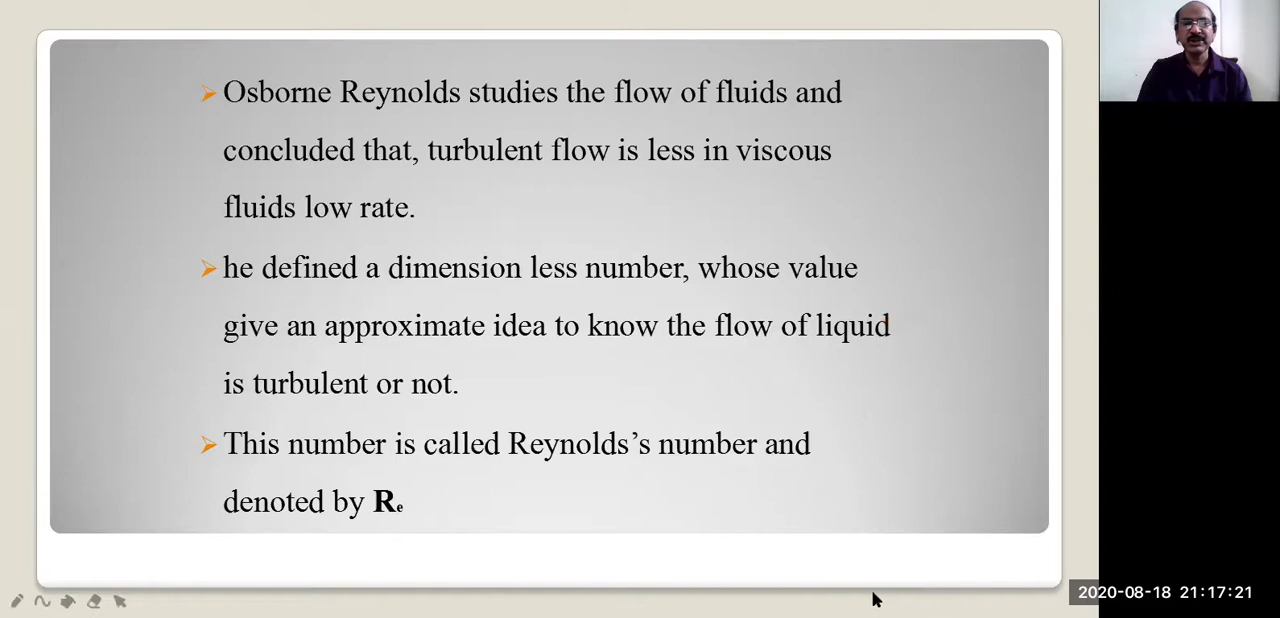 Osborne Reynolds studies the flow of fluids and
concluded that, turbulent flow is less in viscous
fluids low rate.
he defined a dimension less number, whose value
give an approximate idea to know the flow of liquid
is turbulent or not.
This number is called Reynolds’s number and
denoted by Re
2020-08-18 21:17:21